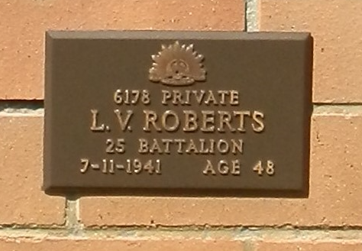 6178 PRIVATE
L.V. ROBERTS
25 BATTALION
7-11-1941 AGE 48